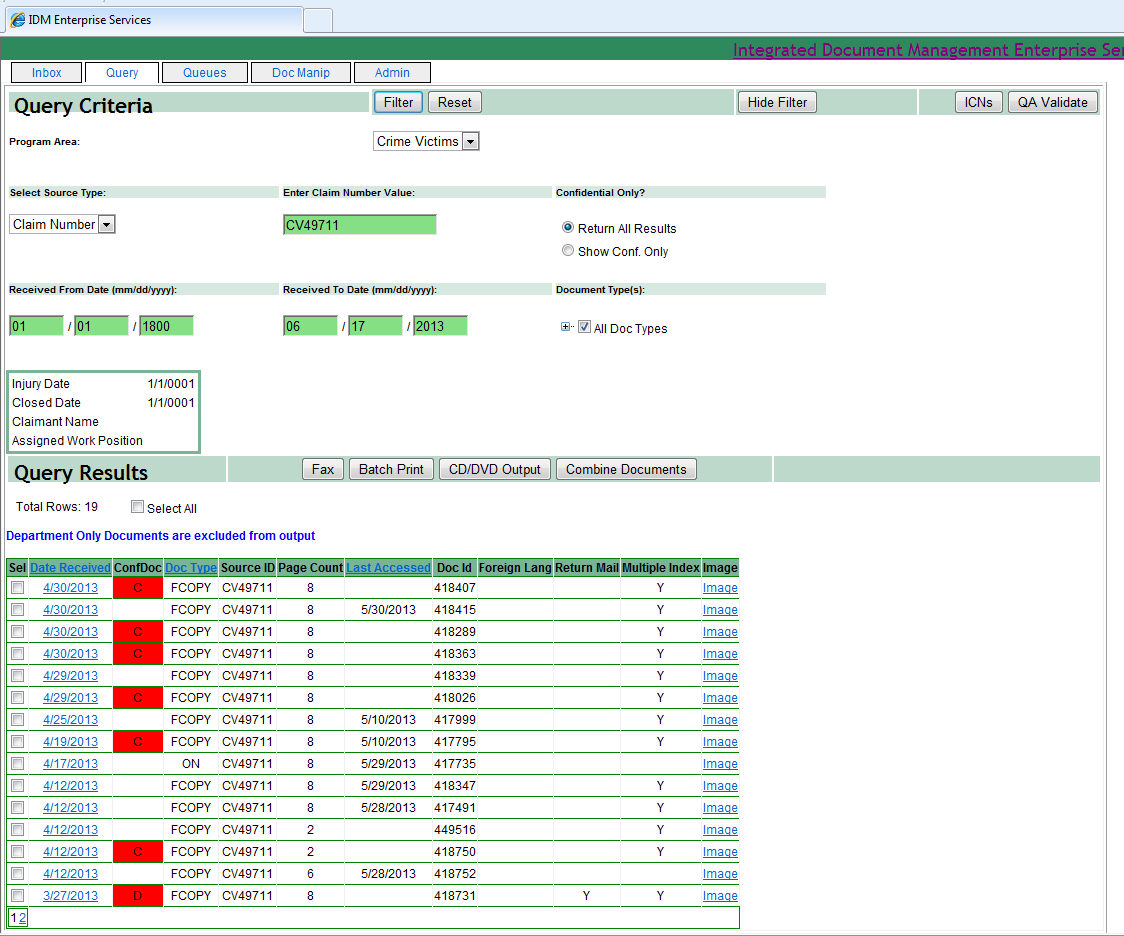 IDM Enterprise Services
Integrated Document Management Enterprise Ser
Inbox Query Queues Doc Manip Admin
Query Criteria Filter Reset Hide Filter ICNs QA Validate
Program Area: Crime Victims
Select Source Type: Enter Claim Number Value: Confidential Only?
Claim Number CV49711 Return All Results
Show Conf. Only
Received From Date (mm/dd/yyyy): Received To Date (mm/dd/yyyy): Document Type(s):
01 / 01 / 1800 06 / 17 / 2013 All Doc Types
Injury Date 1/1/0001
Closed Date 1/1/0001
Claimant Name
Assigned Work Position
Query Results Fax Batch Print CD/DVD Output Combine Documents
Total Rows: 19 Select All
Department Only Documents are excluded from output
Sel Date Received ConfDoc Doc Type Source ID Page Count Last Accessed Doc Id Foreign Lang Return Mail Multiple Index Image
4/30/2013 C FCOPY CV49711 8 418407 Y Image
4/30/2013 FCOPY CV49711 8 5/30/2013 418415 Y Image
4/30/2013 C FCOPY CV49711 8 418289 Y Image
4/30/2013 C FCOPY CV49711 8 418363 Y Image
4/29/2013 FCOPY CV49711 8 418339 Y Image
4/29/2013 C FCOPY CV49711 8 418026 Y Image
4/25/2013 FCOPY CV49711 8 5/10/2013 417999 Y Image
4/19/2013 C FCOPY CV49711 8 5/10/2013 417795 Y Image
4/17/2013 ON CV49711 8 5/29/2013 417735 Image
4/12/2013 FCOPY CV49711 8 5/29/2013 418347 Y Image
4/12/2013 FCOPY CV49711 8 5/28/2013 417491 Y Image
4/12/2013 FCOPY CV49711 2 449516 Y Image
4/12/2013 C FCOPY CV49711 2 418750 Y Image
4/12/2013 FCOPY CV49711 6 5/28/2013 418752 Image
3/27/2013 D FCOPY CV49711 8 418731 Y Y Image
1 2